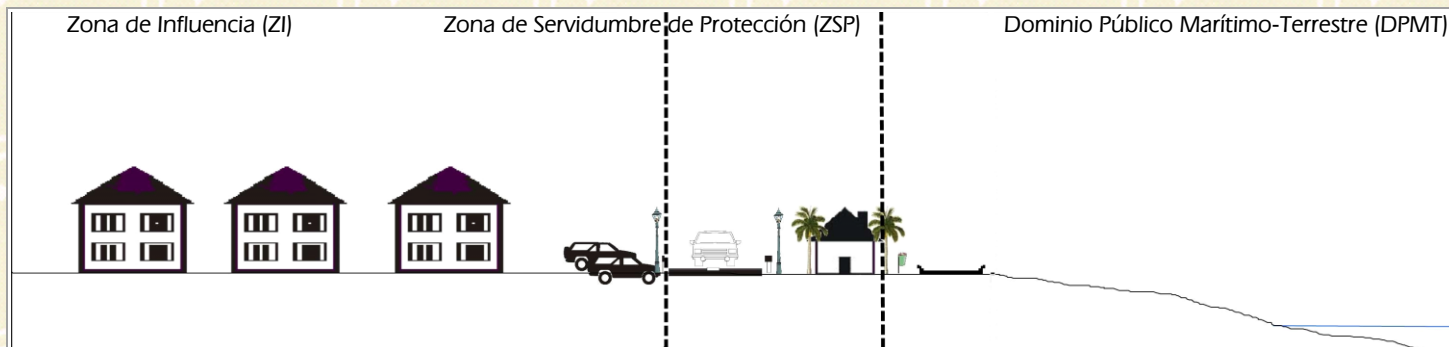 Zona de Influencia (ZI) Zona de Servidumbre de Protección (ZSP) Dominio Público Marítimo-Terrestre (DPMT)